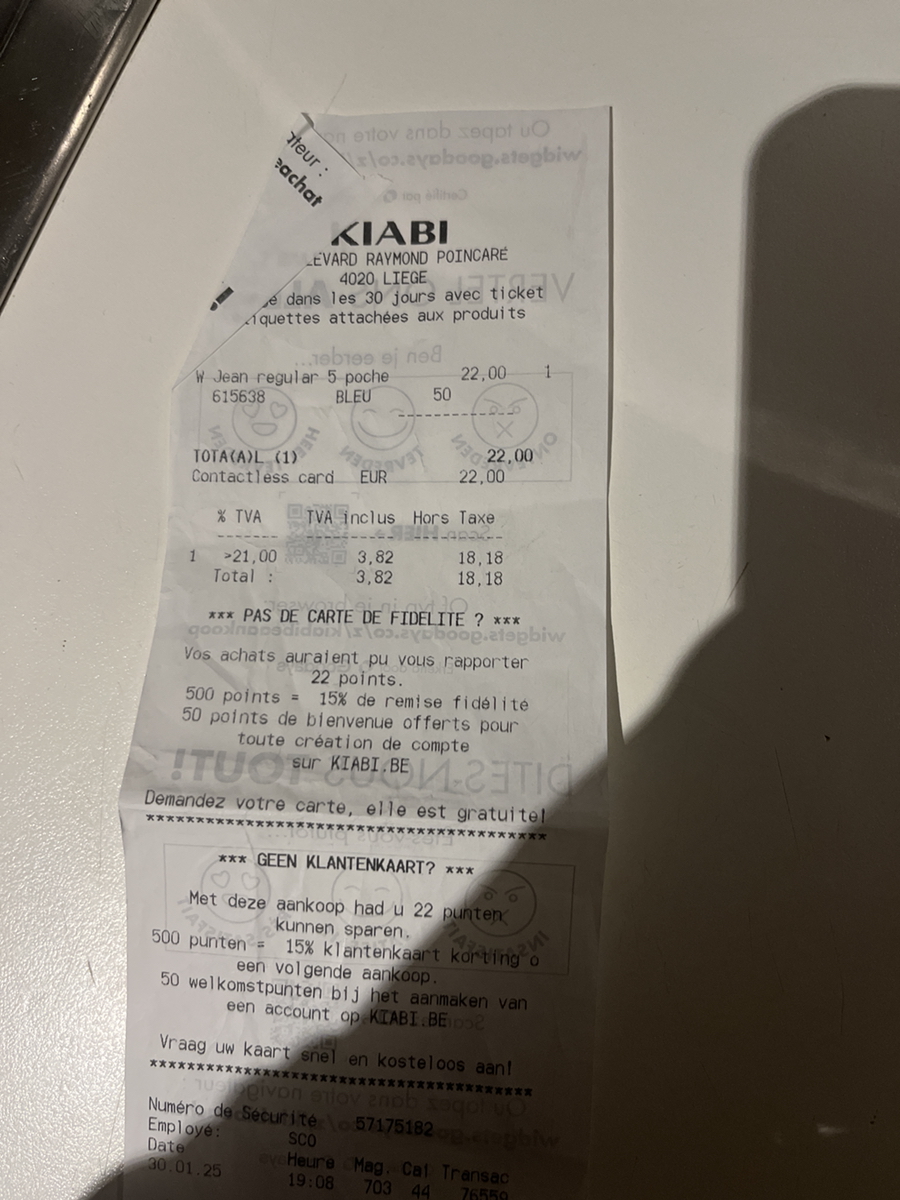 teur :
achat
KIABI
EVARD RAYMOND POINCARÉ
4020 LIEGE
dans les 30 jours avec ticket
iquettes attachées aux produits
W Jean regular 5 poche 22,00 1
615638 BLEU 50
--------------
TOTA(A)L (1) 22,00
Contactless card EUR 22,00
% TVA TVA inclus Hors Taxe
1 >21,00 3,82 18,18
Total : 3,82 18,18
*** PAS DE CARTE DE FIDELITE ? ***
Vos achats auraient pu vous rapporter
22 points.
500 points = 15% de remise fidélité
50 points de bienvenue offerts pour
toute création de compte
sur KIABI.BE
Demandez votre carte, elle est gratuite!
****************************************
*** GEEN KLANTENKAART? ***
Met deze aankoop had u 22 punten
kunnen sparen.
500 punten = 15% klantenkaart korting o
een volgende aankoop.
50 welkomstpunten bij het aanmaken van
een account op KIABI.BE
Vraag uw kaart snel en kosteloos aan!
****************************************
Numéro de Sécurité 57175182
Employé: SCO
Date Heure Mag. Cai Transac
30.01.25 19:08 703 44 76559